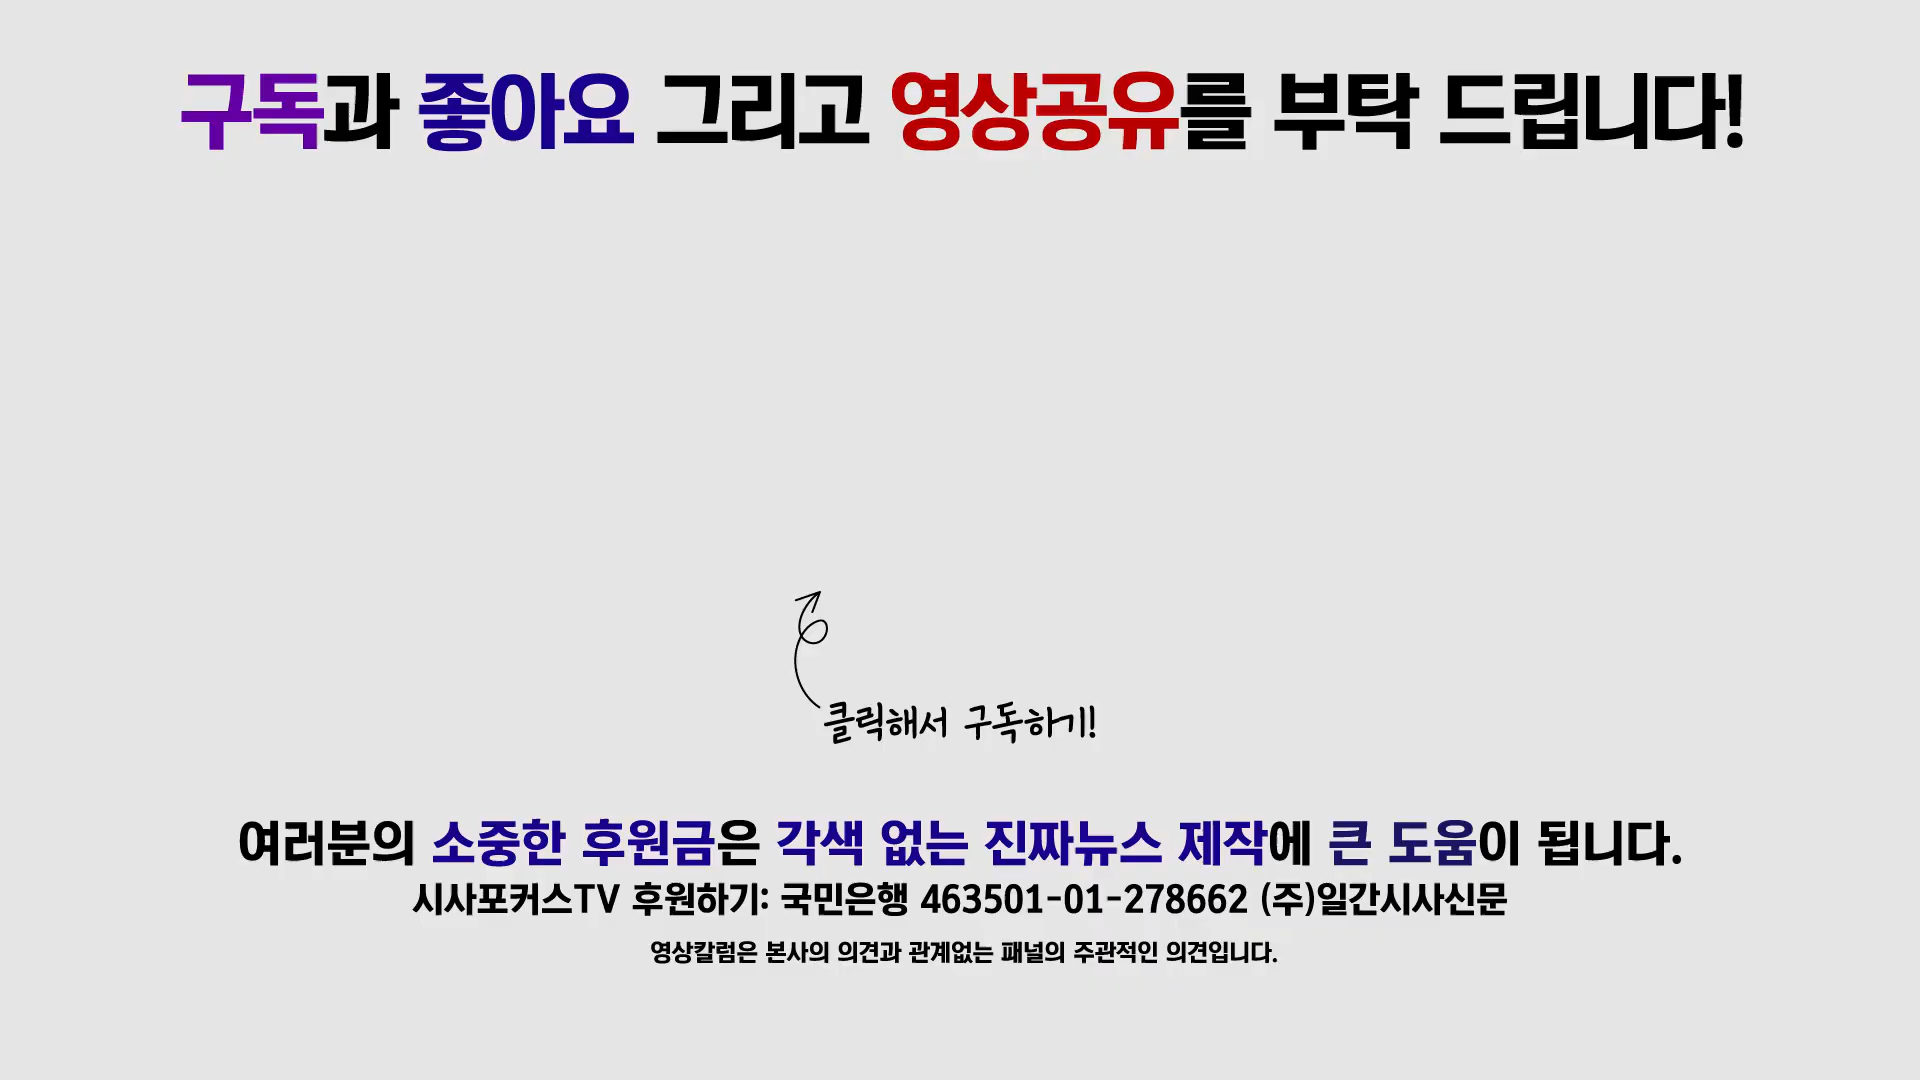 구독과 좋아요 그리고 영상공유를 부탁 드립니다!
클릭해서 구독하기!
여러분의 소중한 후원금은 각색 없는 진짜뉴스 제작에 큰 도움이 됩니다.
시사포커스TV 후원하기: 국민은행 463501-01-278662 (주)일간시사신문
영상칼럼은 본사의 의견과 관계없는 패널의 주관적인 의견입니다.